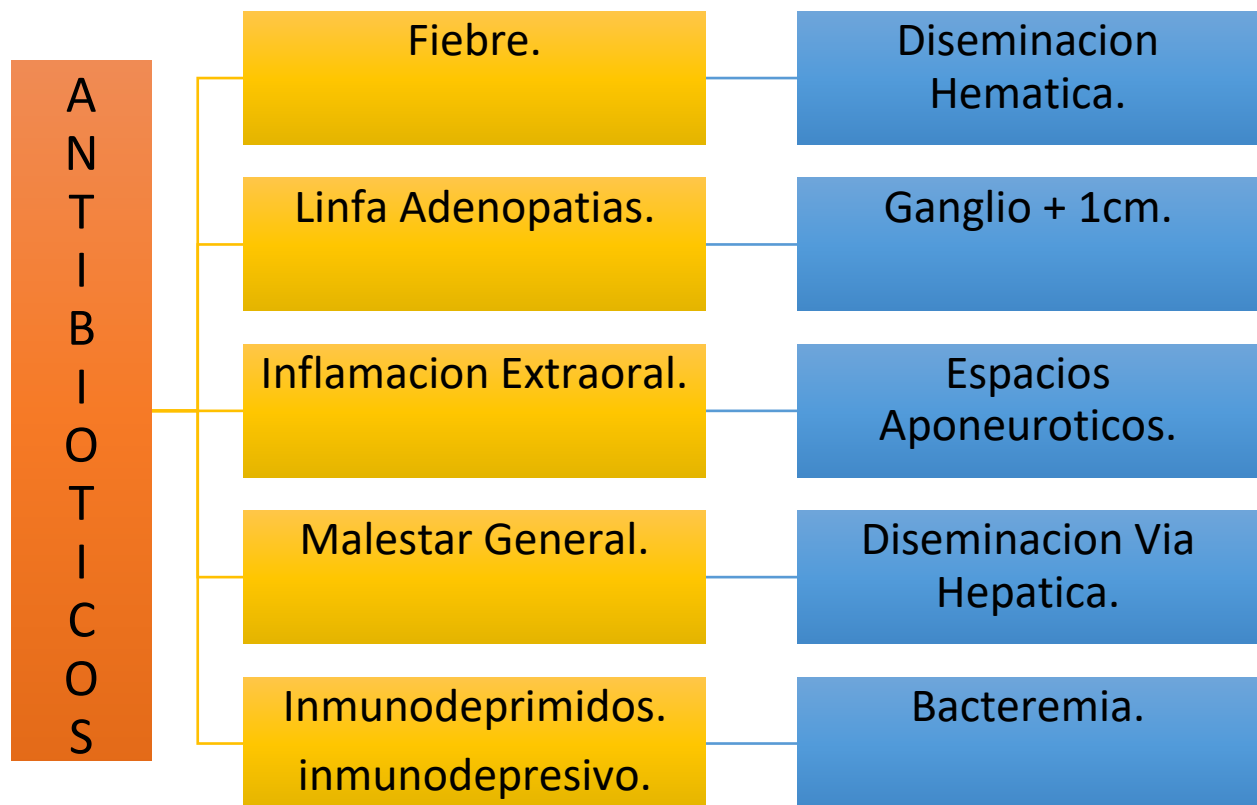 ANTIBIOTICOS
Fiebre.
Diseminacion
Hematica.
Linfa Adenopatias.
Ganglio + 1cm.
Inflamacion Extraoral.
Espacios
Aponeuroticos.
Malestar General.
Diseminacion Via
Hepatica.
Inmunodeprimidos.
inmunodepresivo.
Bacteremia.